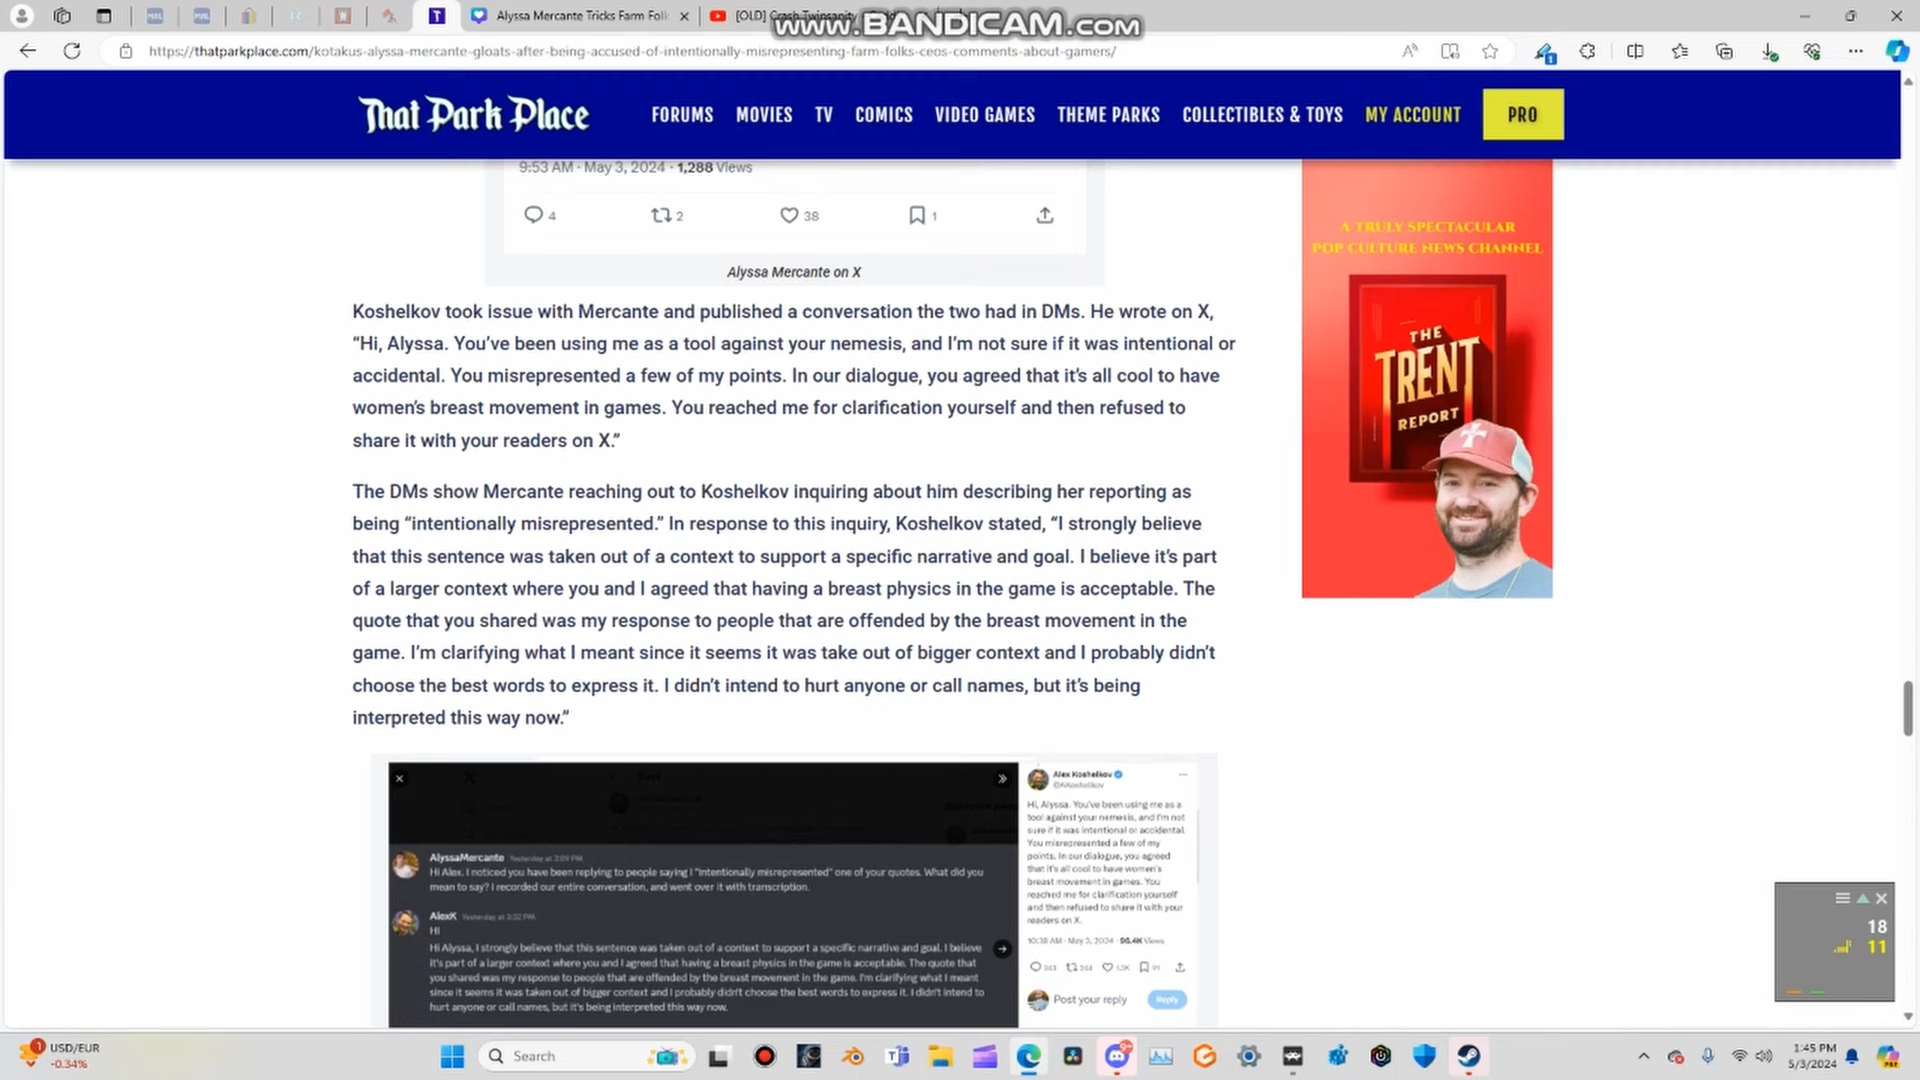 Alyssa Mercante Tricks Farm Folk
[OLD] Crash Twinsanity
www.BANDICAM.com
https://thatparkplace.com/kotakus-alyssa-mercante-gloats-after-being-accused-of-intentionally-misrepresenting-farm-folks-ceos-comments-about-gamers/
That Park Place
FORUMS MOVIES TV COMICS VIDEO GAMES THEME PARKS COLLECTIBLES & TOYS MY ACCOUNT PRO
9:53 AM · May 3, 2024 · 1,288 Views
4 2 38 1
Alyssa Mercante on X
Koshelkov took issue with Mercante and published a conversation the two had in DMs. He wrote on X,
“Hi, Alyssa. You’ve been using me as a tool against your nemesis, and I’m not sure if it was intentional or
accidental. You misrepresented a few of my points. In our dialogue, you agreed that it’s all cool to have
women’s breast movement in games. You reached me for clarification yourself and then refused to
share it with your readers on X.”
The DMs show Mercante reaching out to Koshelkov inquiring about him describing her reporting as
being “intentionally misrepresented.” In response to this inquiry, Koshelkov stated, “I strongly believe
that this sentence was taken out of a context to support a specific narrative and goal. I believe it’s part
of a larger context where you and I agreed that having a breast physics in the game is acceptable. The
quote that you shared was my response to people that are offended by the breast movement in the
game. I’m clarifying what I meant since it seems it was take out of bigger context and I probably didn’t
choose the best words to express it. I didn’t intend to hurt anyone or call names, but it’s being
interpreted this way now.”
A TRULY SPECTACULAR
POP CULTURE NEWS CHANNEL
THE
TRENT
REPORT
AlyssaMercante Yesterday at 3:09 PM
Hi Alex. I noticed you have been replying to people saying I "intentionally misrepresented" one of your quotes. What did you
mean to say? I recorded our entire conversation, and went over it with transcription.
AlexK Yesterday at 3:32 PM
Hi
Hi Alyssa, I strongly believe that this sentence was taken out of a context to support a specific narrative and goal. I believe
it's part of a larger context where you and I agreed that having a breast physics in the game is acceptable. The quote that
you shared was my response to people that are offended by the breast movement in the game. I'm clarifying what I meant
since it seems it was taken out of bigger context and I probably didn't choose the best words to express it. I didn't intend to
hurt anyone or call names, but it's being interpreted this way now.
Alex Koshelkov
@AKoshelkov
Hi, Alyssa. You've been using me as a
tool against your nemesis, and I'm not
sure if it was intentional or accidental.
You misrepresented a few of my
points. In our dialogue, you agreed
that it's all cool to have women's
breast movement in games. You
reached me for clarification yourself
and then refused to share it with your
readers on X.
10:38 AM · May 3, 2024 · 90.4K Views
Post your reply Reply
18
11
USD/EUR
-0.34%
Search
1:45 PM
5/3/2024